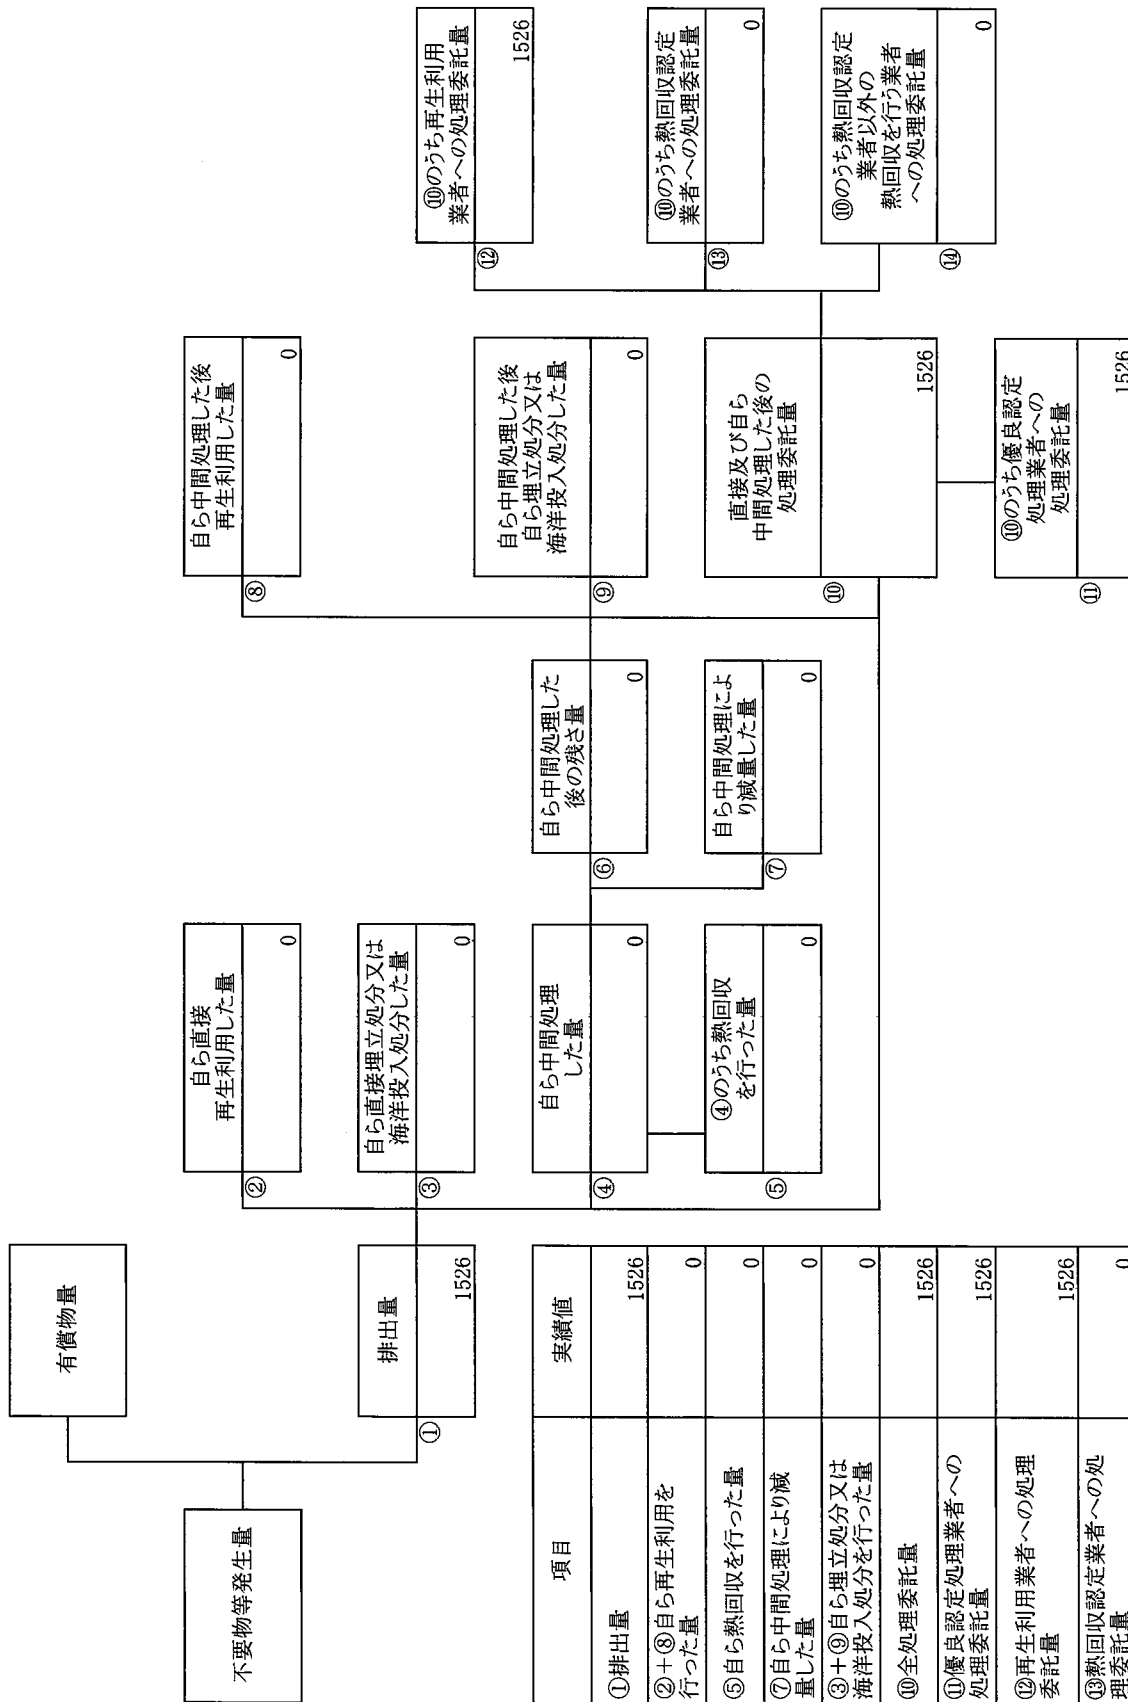 不要物等発生量
有償物量
排出量
①
1526
自ら直接
再生利用した量
②
0
自ら直接埋立処分又は
海洋投入処分した量
③
0
自ら中間処理
した量
④
0
④のうち熱回収
を行った量
⑤
0
自ら中間処理した
後の残さ量
⑥
0
自ら中間処理によ
り減量した量
⑦
0
自ら中間処理した後
再生利用した量
⑧
0
自ら中間処理した後
自ら埋立処分又は
海洋投入処分した量
⑨
0
直接及び自ら
中間処理した後の
処理委託量
⑩
1526
⑩のうち優良認定
処理業者への
処理委託量
⑪
1526
⑩のうち再生利用
業者への処理委託量
⑫
1526
⑩のうち熱回収認定
業者への処理委託量
⑬
0
⑩のうち熱回収認定
業者以外の
熱回収を行う業者
への処理委託量
⑭
0
項目 実績値
①排出量 1526
②+⑧自ら再生利用を
行った量 0
⑤自ら熱回収を行った量 0
⑦自ら中間処理により減
量した量 0
③+⑨自ら埋立処分又は
海洋投入処分を行った量 0
⑩全処理委託量 1526
⑪優良認定処理業者への
処理委託量 1526
⑫再生利用業者への処理
委託量 1526
⑬熱回収認定業者への処
理委託量 0